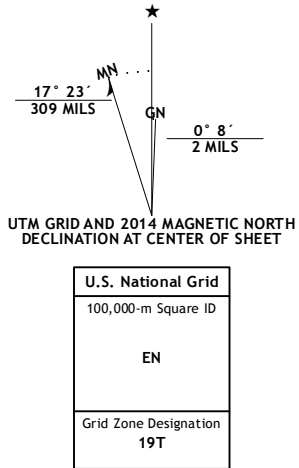 ★
MN
17° 23´
309 MILS
GN
0° 8´
2 MILS
UTM GRID AND 2014 MAGNETIC NORTH
DECLINATION AT CENTER OF SHEET
U.S. National Grid
100,000-m Square ID
EN
Grid Zone Designation
19T